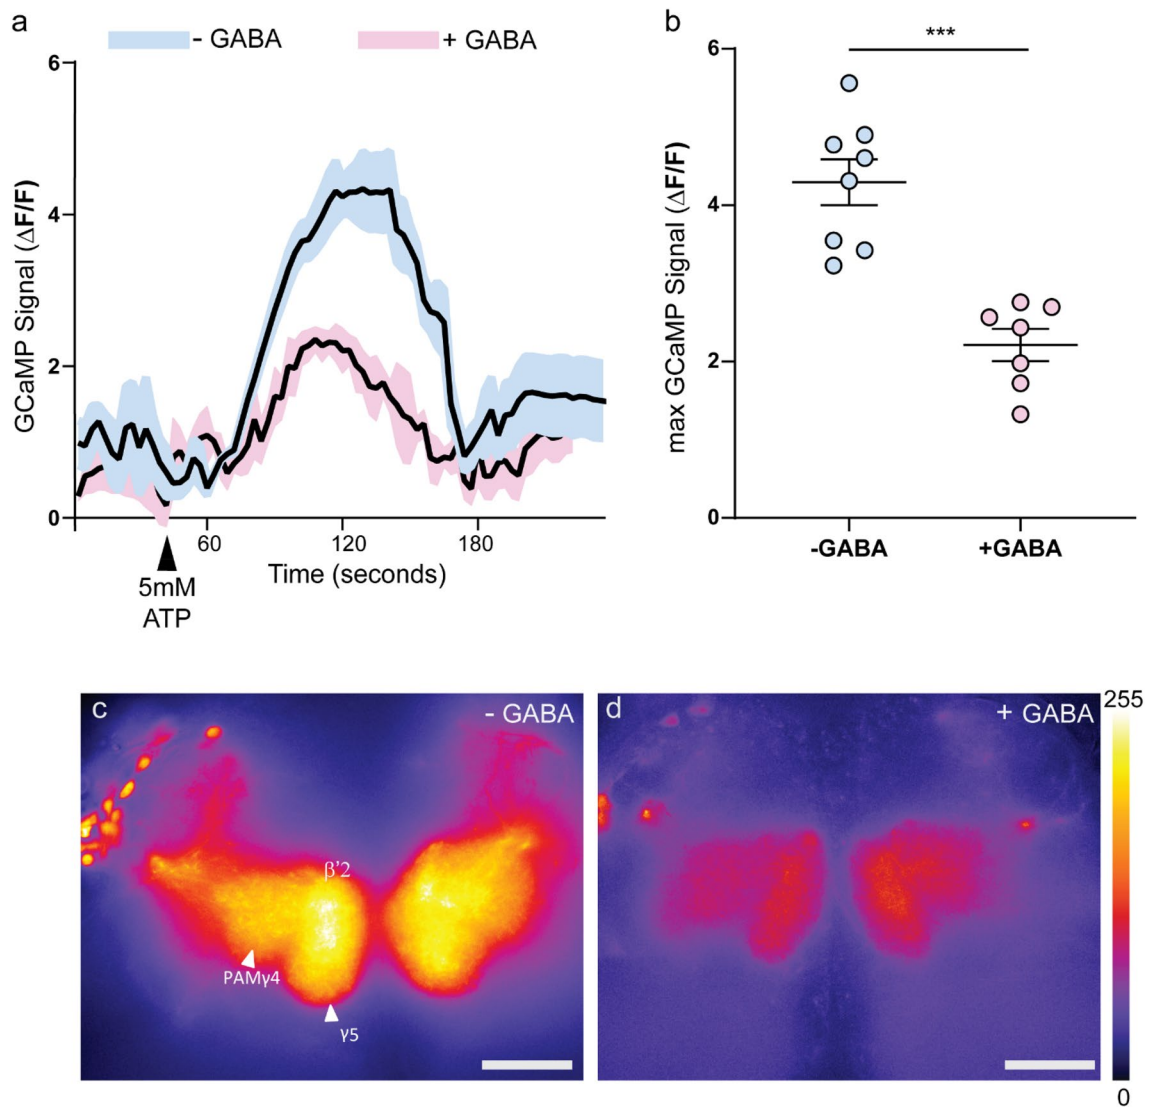 a
- GABA
+ GABA
6
4
2
0
GCaMP Signal (ΔF/F)
60
120
180
Time (seconds)
5mM
ATP
b
***
6
4
2
0
max GCaMP Signal (ΔF/F)
-GABA
+GABA
c
- GABA
β'2
PAMγ4
γ5
d
+ GABA
255
0